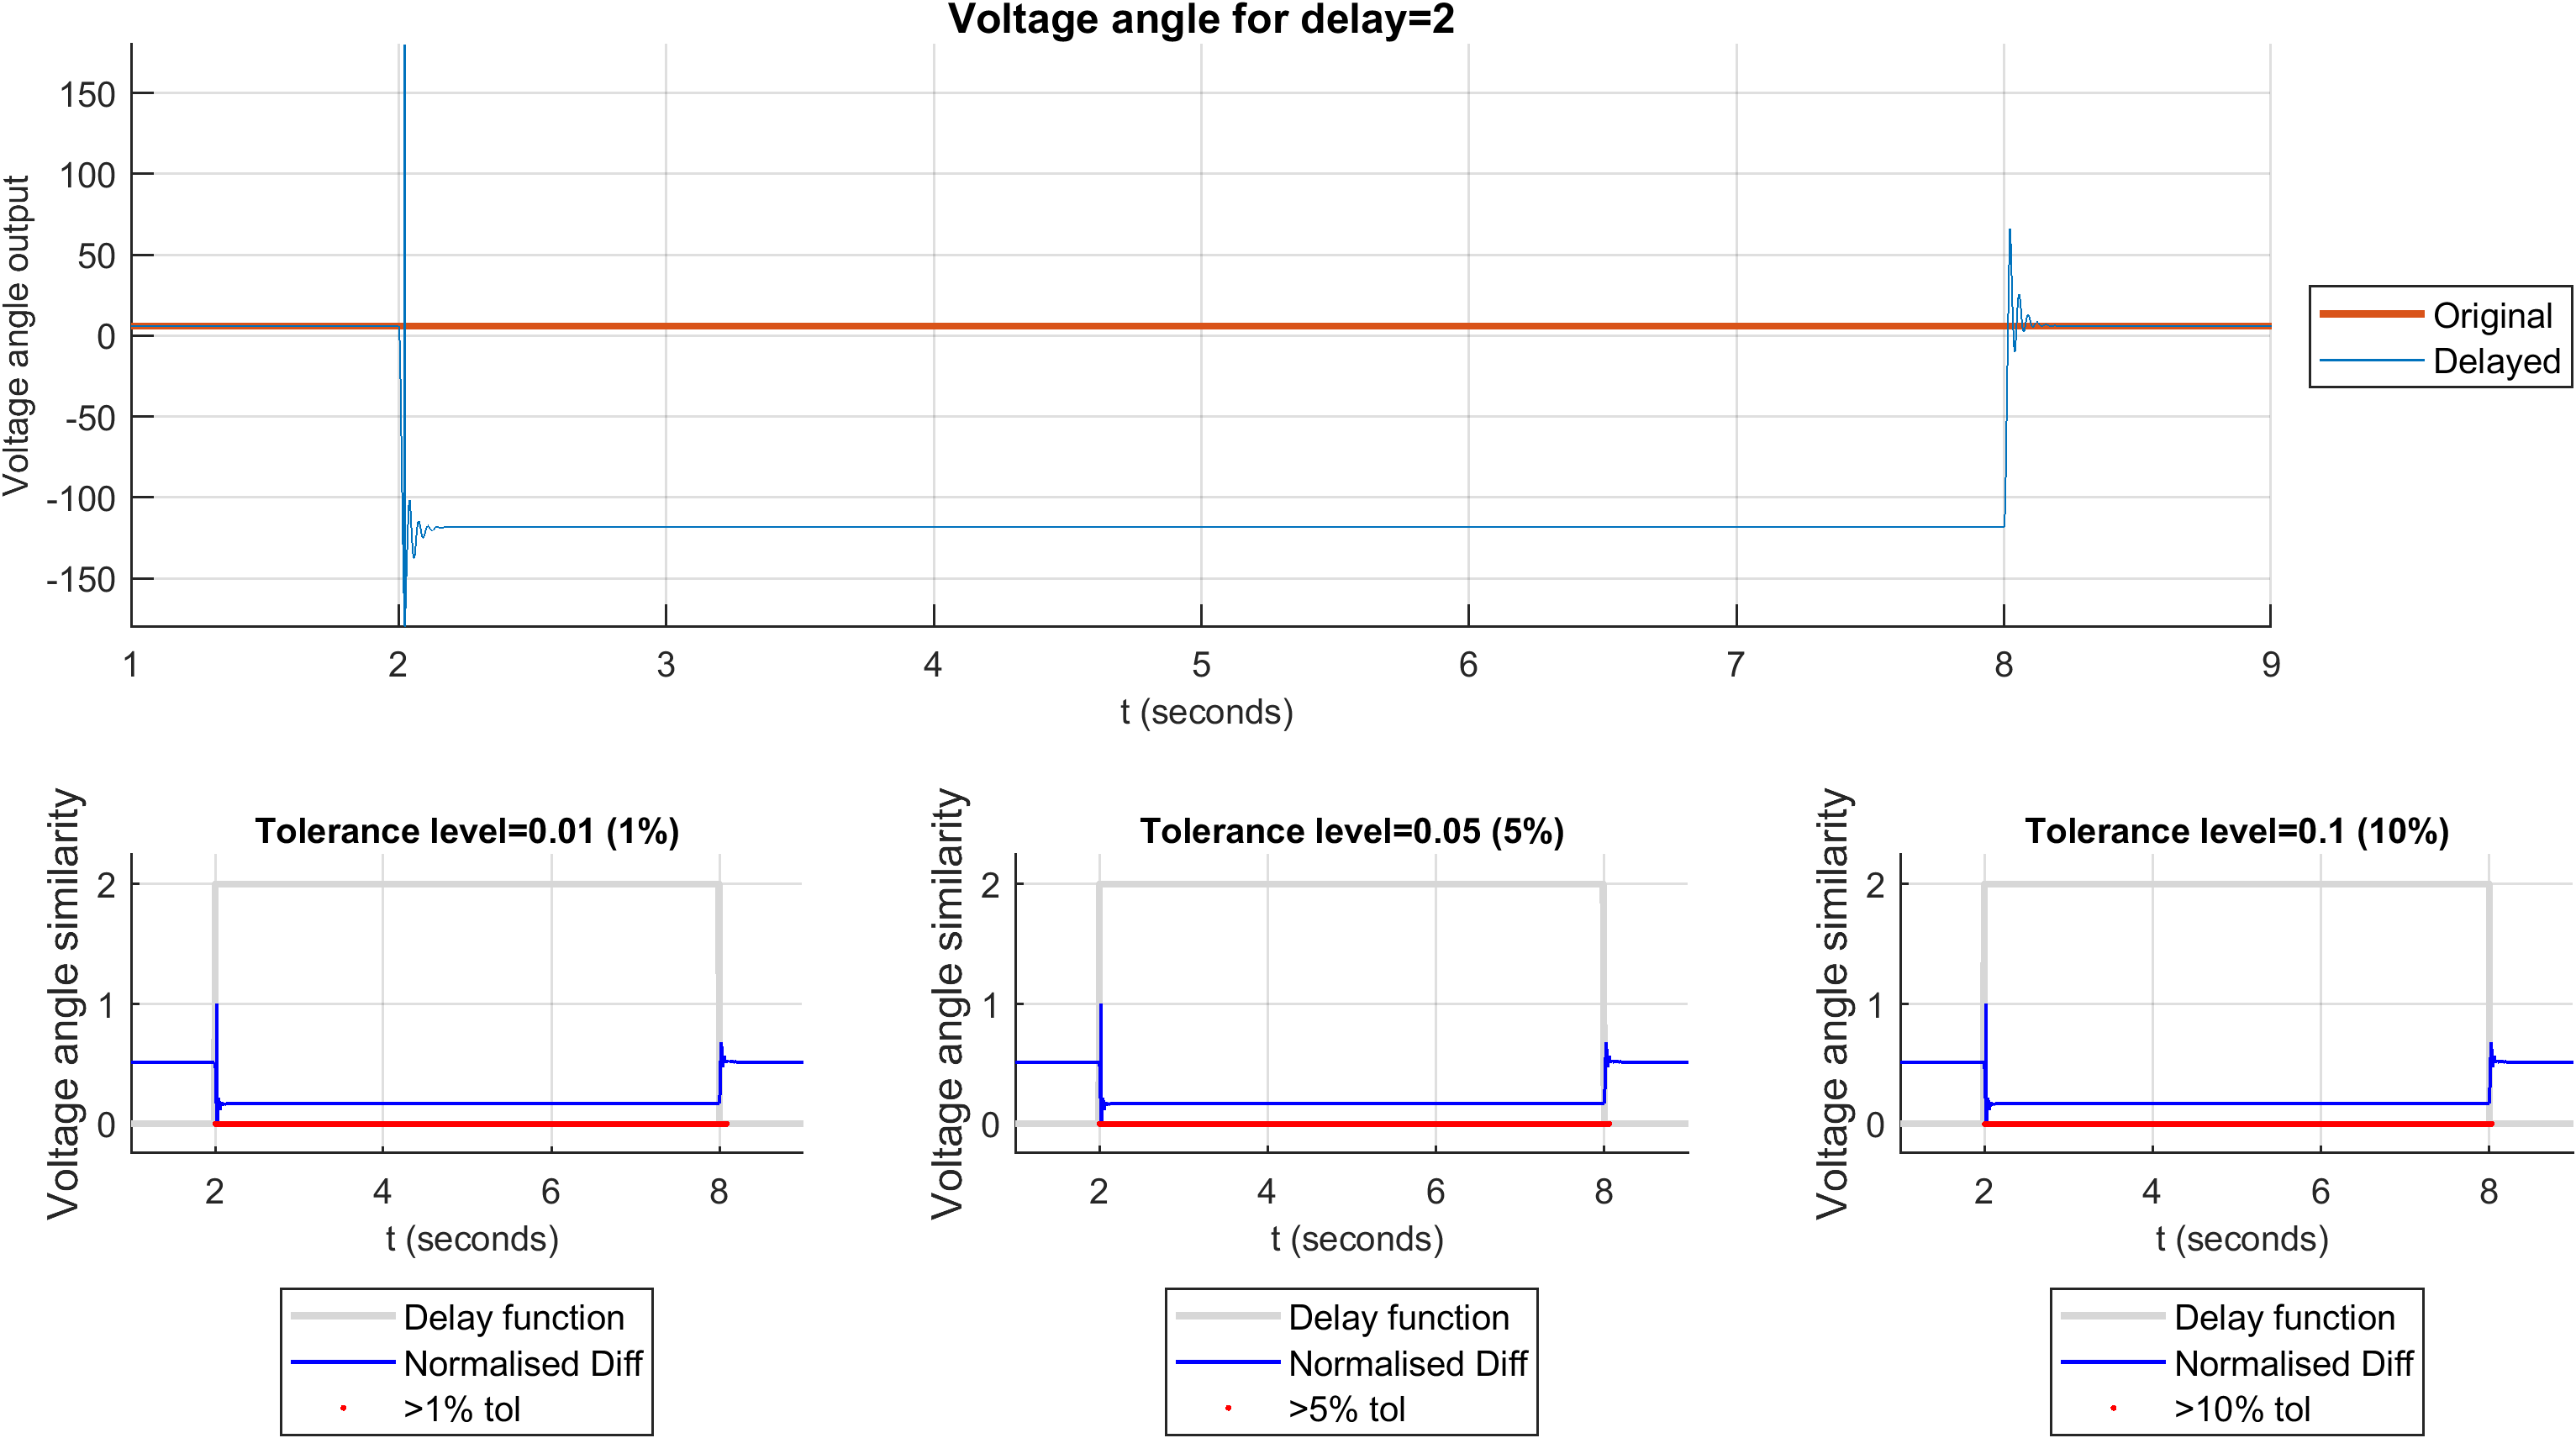 Voltage angle for delay=2
Voltage angle output
150
100
50
0
-50
-100
-150
1 2 3 4 5 6 7 8 9
t (seconds)
Original
Delayed
Tolerance level=0.01 (1%)
Voltage angle similarity
2
1
0
2 4 6 8
t (seconds)
Delay function
Normalised Diff
>1% tol
Tolerance level=0.05 (5%)
Voltage angle similarity
2
1
0
2 4 6 8
t (seconds)
Delay function
Normalised Diff
>5% tol
Tolerance level=0.1 (10%)
Voltage angle similarity
2
1
0
2 4 6 8
t (seconds)
Delay function
Normalised Diff
>10% tol